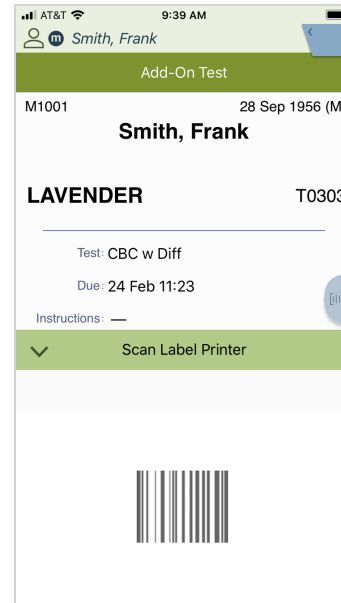 AT&T 9:39 AM
m Smith, Frank
Add-On Test
M1001 28 Sep 1956 (M
Smith, Frank
LAVENDER T0303
Test: CBC w Diff
Due: 24 Feb 11:23
Instructions: —
Scan Label Printer